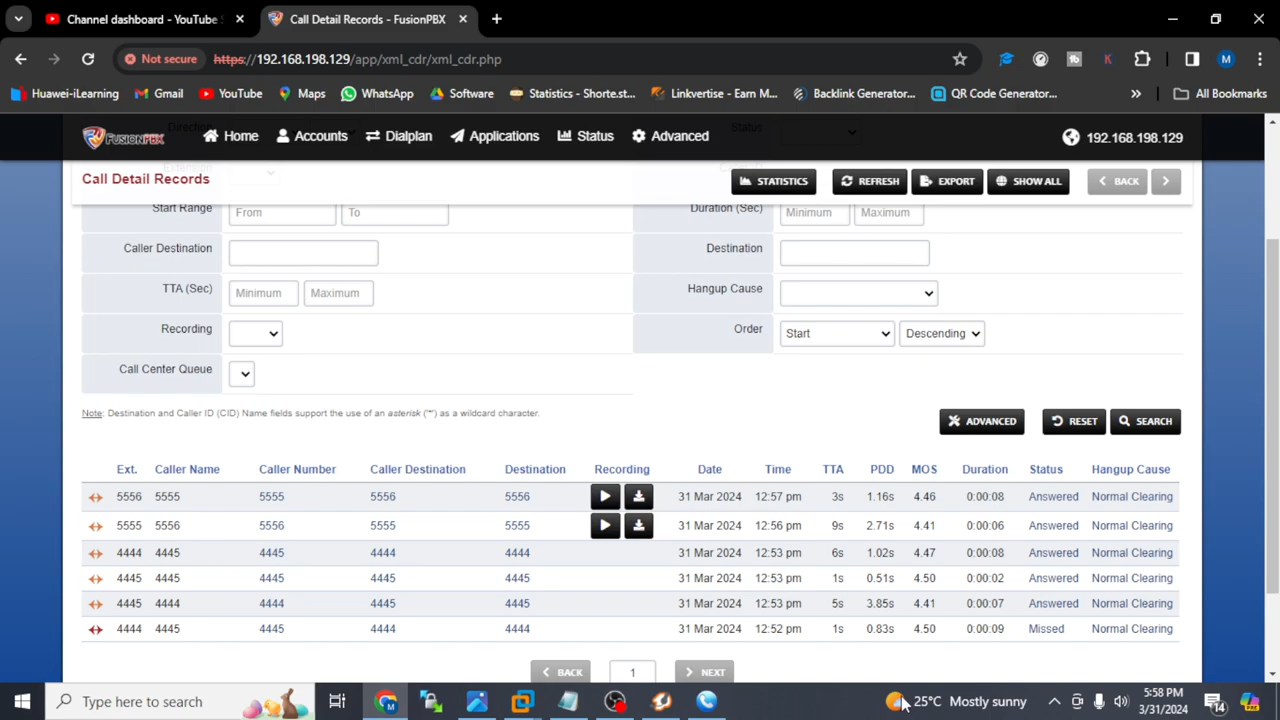 Channel dashboard - YouTube S
Call Detail Records - FusionPBX
Not secure https://192.168.198.129/app/xml_cdr/xml_cdr.php
M
Huawei-iLearning Gmail YouTube Maps WhatsApp Software Statistics - Shorte.st... Linkvertise - Earn M... Backlink Generator... QR Code Generator... » All Bookmarks
Direction Status
FUSIONPBX Home Accounts Dialplan Applications Status Advanced 192.168.198.129
Call Detail Records STATISTICS REFRESH EXPORT SHOW ALL BACK
Start Range From To Duration (Sec) Minimum Maximum
Caller Destination Destination
TTA (Sec) Minimum Maximum Hangup Cause
Recording Order Start Descending
Call Center Queue
Note: Destination and Caller ID (CID) Name fields support the use of an asterisk ('*') as a wildcard character.
ADVANCED RESET SEARCH
Ext. Caller Name Caller Number Caller Destination Destination Recording Date Time TTA PDD MOS Duration Status Hangup Cause
5556 5555 5555 5556 5556 31 Mar 2024 12:57 pm 3s 1.16s 4.46 0:00:08 Answered Normal Clearing
5555 5556 5556 5555 5555 31 Mar 2024 12:56 pm 9s 2.71s 4.41 0:00:06 Answered Normal Clearing
4444 4445 4445 4444 4444 31 Mar 2024 12:53 pm 6s 1.02s 4.47 0:00:08 Answered Normal Clearing
4445 4445 4445 4444 4444 31 Mar 2024 12:53 pm 1s 0.51s 4.50 0:00:02 Answered Normal Clearing
4445 4444 4444 4445 4445 31 Mar 2024 12:53 pm 5s 3.85s 4.41 0:00:07 Answered Normal Clearing
4444 4445 4445 4444 4444 31 Mar 2024 12:52 pm 1s 0.83s 4.50 0:00:09 Missed Normal Clearing
BACK 1 NEXT
Type here to search 25°C Mostly sunny 5:58 PM
3/31/2024 14